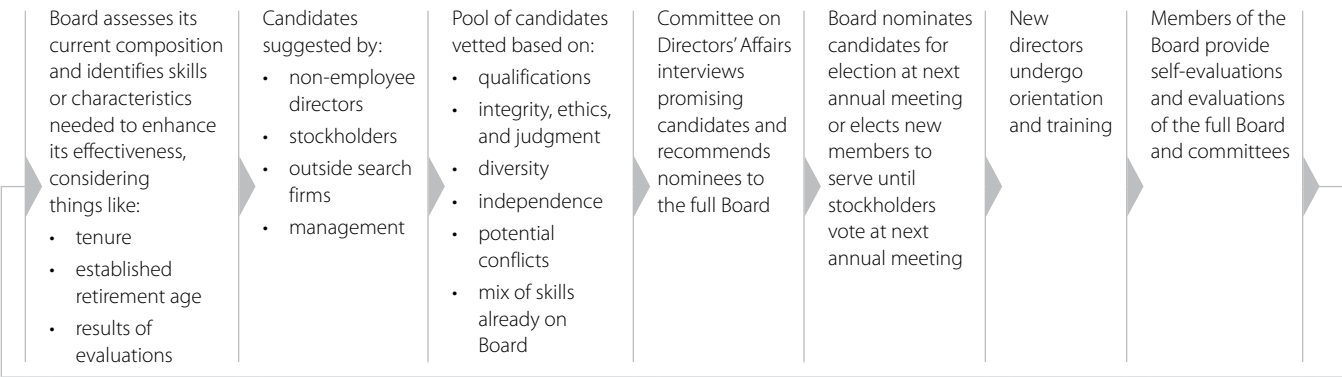 Board assesses its
current composition
and identifies skills
or characteristics
needed to enhance
its effectiveness,
considering
things like:
• tenure
• established
retirement age
• results of
evaluations
Candidates
suggested by:
• non-employee
directors
• stockholders
• outside search
firms
• management
Pool of candidates
vetted based on:
• qualifications
• integrity, ethics,
and judgment
• diversity
• independence
• potential
conflicts
• mix of skills
already on
Board
Committee on
Directors’ Affairs
interviews
promising
candidates and
recommends
nominees to
the full Board
Board nominates
candidates for
election at next
annual meeting
or elects new
members to
serve until
stockholders
vote at next
annual meeting
New
directors
undergo
orientation
and training
Members of the
Board provide
self-evaluations
and evaluations
of the full Board
and committees